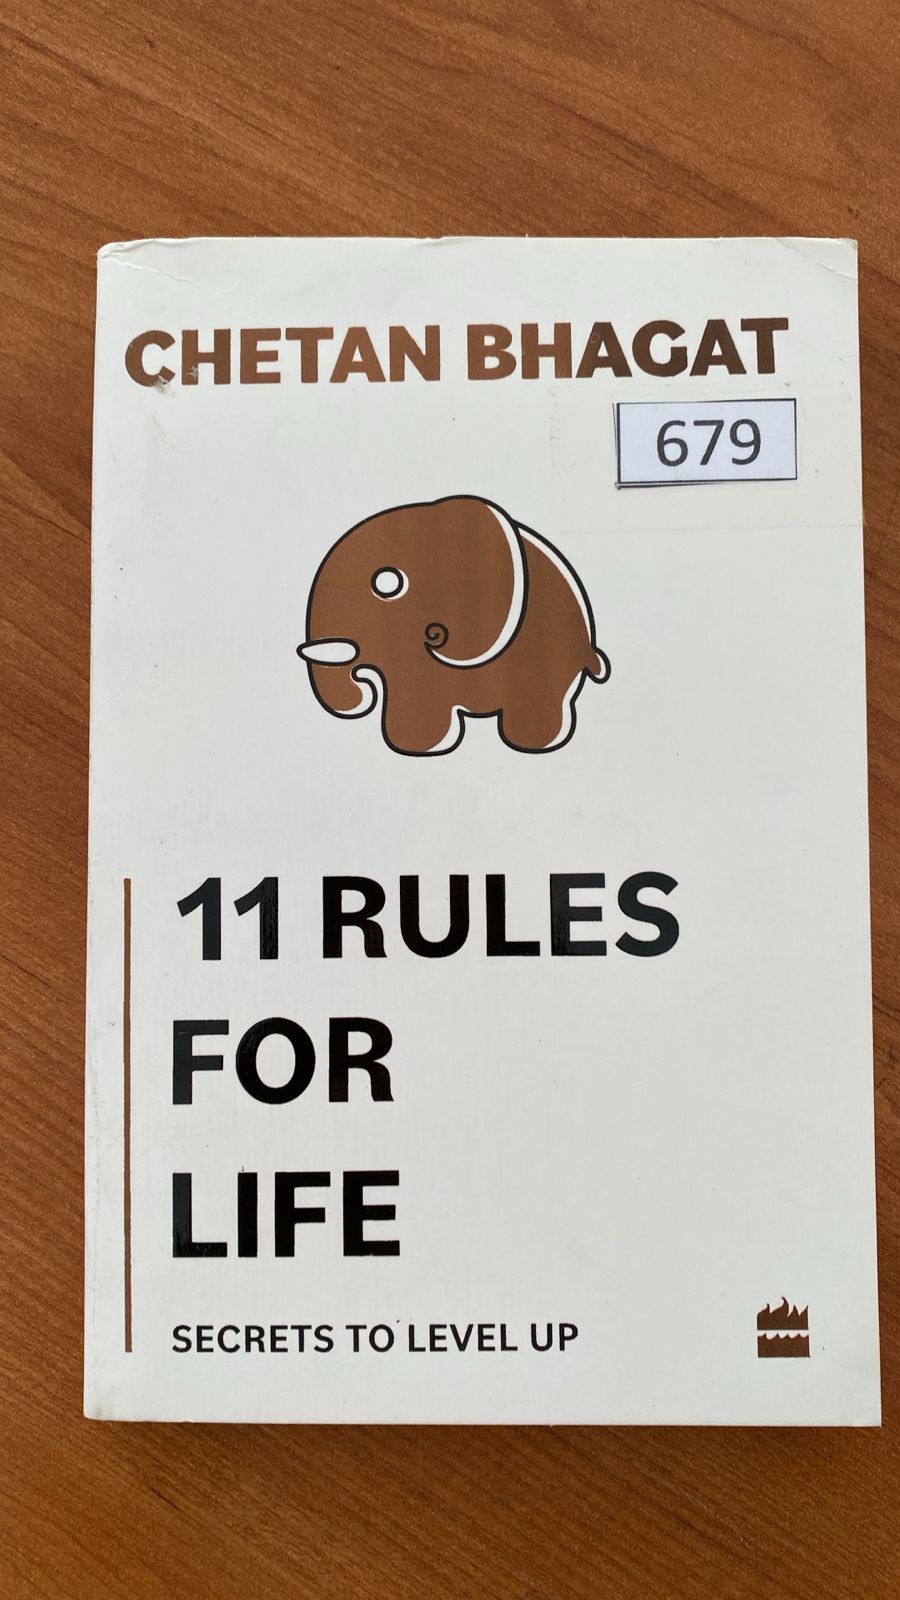 CHETAN BHAGAT
679
11 RULES
FOR
LIFE
SECRETS TO LEVEL UP